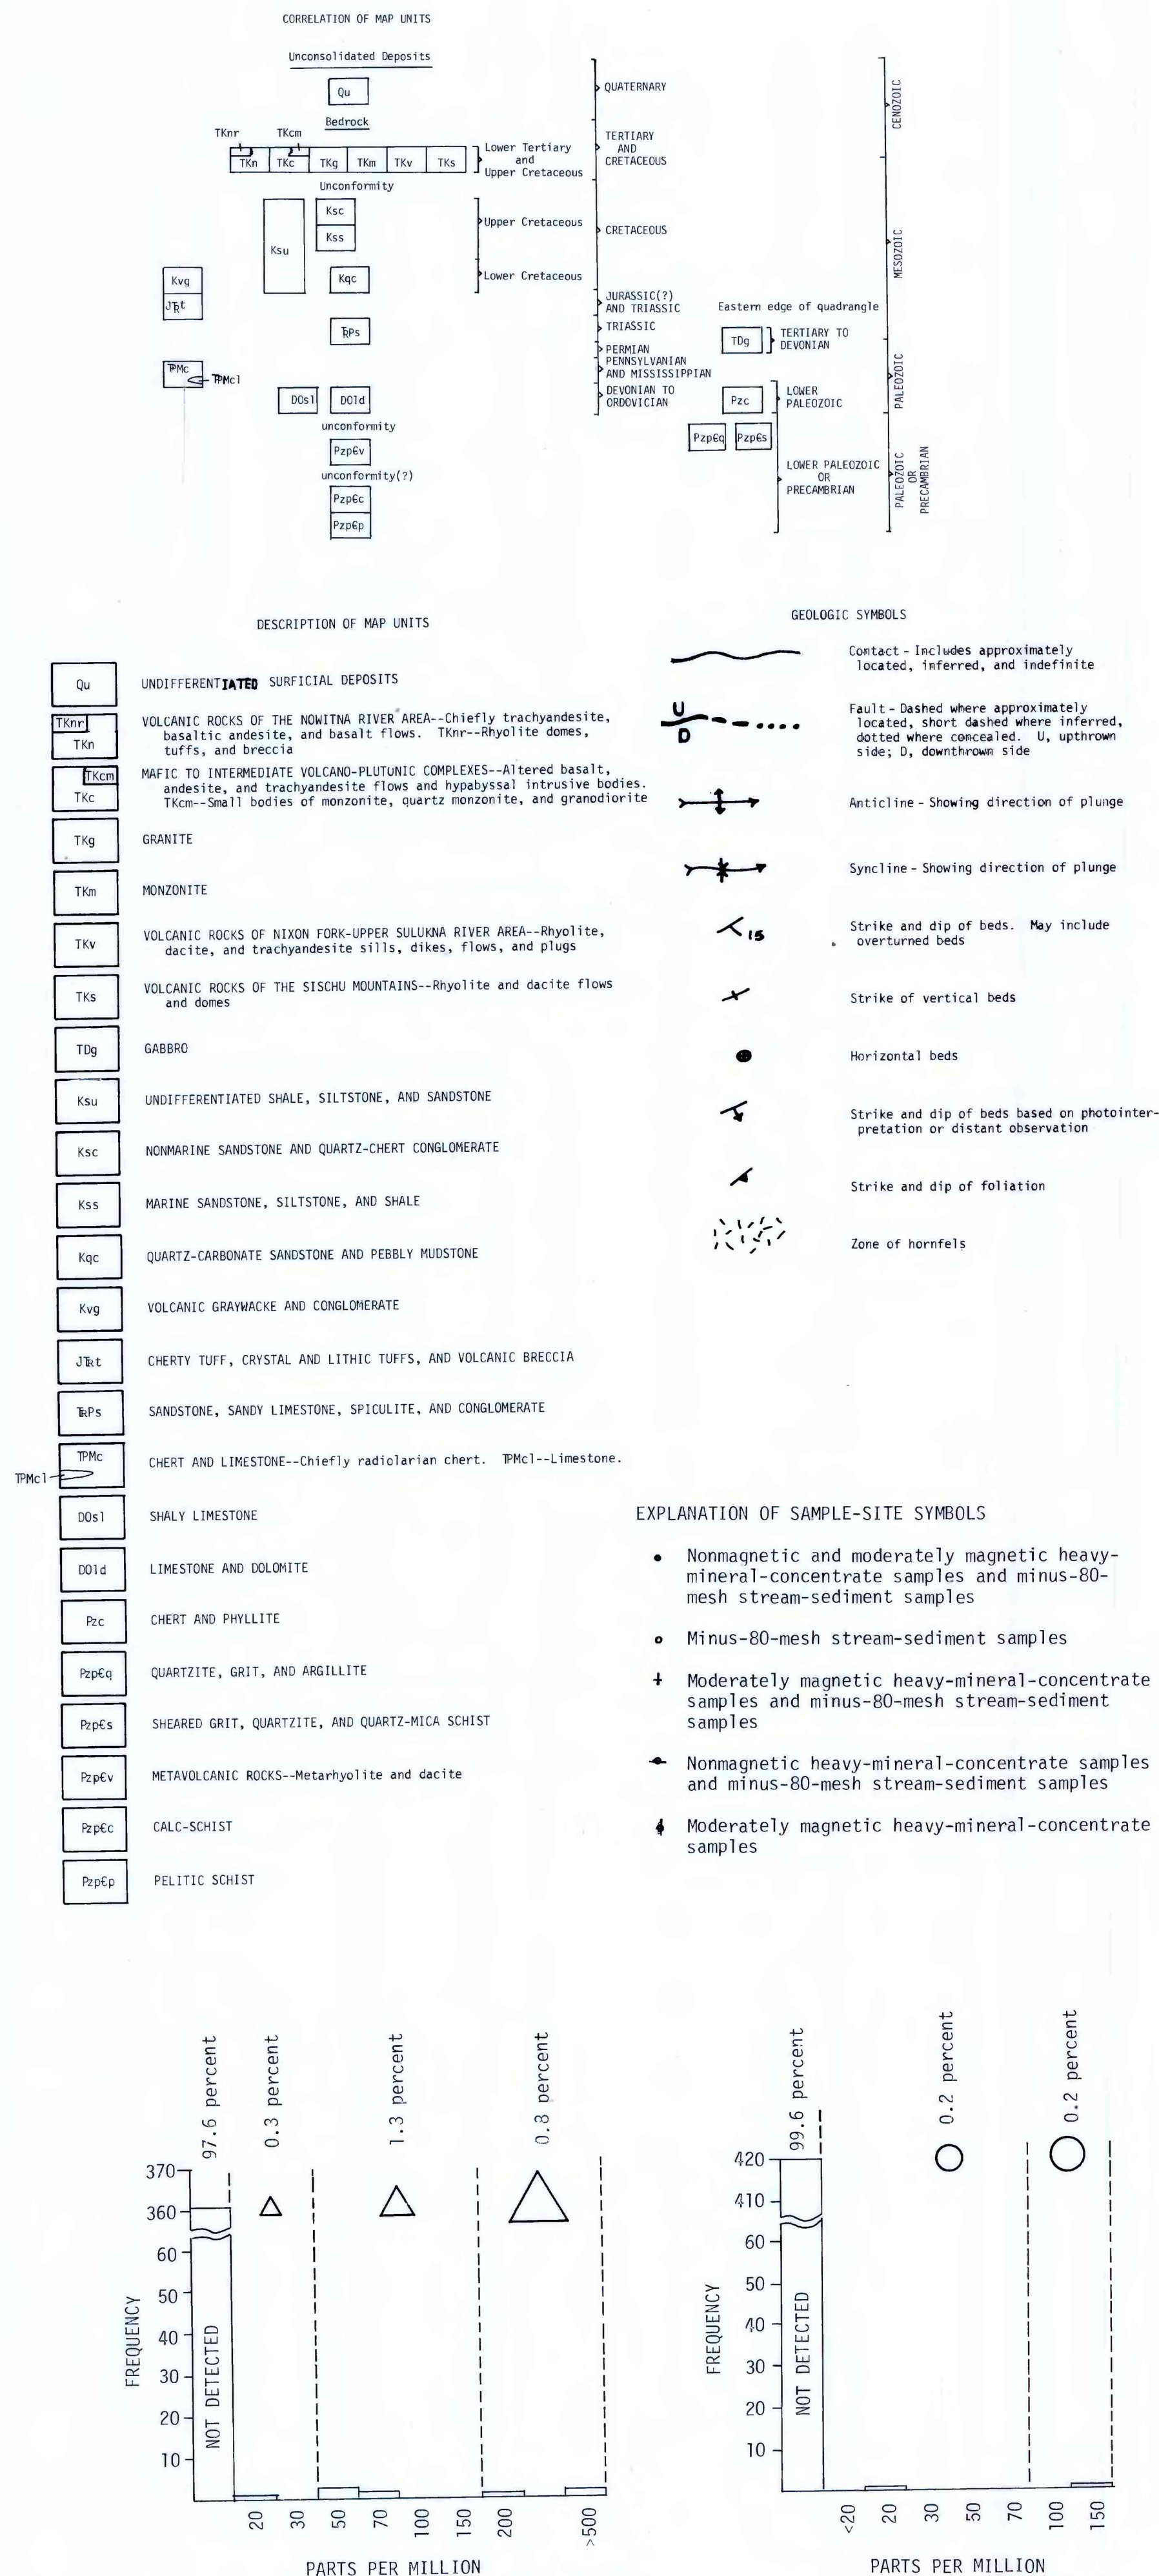 CORRELATION OF MAP UNITS
Unconsolidated Deposits
Qu
Bedrock
TKnr
TKcm
TKn
TKc
TKg
TKm
TKv
TKs
Lower Tertiary
and
Upper Cretaceous
Unconformity
Ksu
Ksc
Kss
Upper Cretaceous
Kqc
Lower Cretaceous
Kvg
JTRt
TRPs
TPMc
TPMcl
DOsl
DOld
unconformity
PzpЄv
unconformity(?)
PzpЄc
PzpЄp
QUATERNARY
TERTIARY
AND
CRETACEOUS
CRETACEOUS
JURASSIC(?)
AND TRIASSIC
TRIASSIC
PERMIAN
PENNSYLVANIAN
AND MISSISSIPPIAN
DEVONIAN TO
ORDOVICIAN
Eastern edge of quadrangle
TDg
TERTIARY TO
DEVONIAN
Pzc
LOWER
PALEOZOIC
PzpЄq
PzpЄs
LOWER PALEOZOIC
OR
PRECAMBRIAN
CENOZOIC
MESOZOIC
PALEOZOIC
PALEOZOIC
OR
PRECAMBRIAN
DESCRIPTION OF MAP UNITS
Qu
UNDIFFERENTIATED SURFICIAL DEPOSITS
TKnr
TKn
VOLCANIC ROCKS OF THE NOWITNA RIVER AREA--Chiefly trachyandesite,
basaltic andesite, and basalt flows. TKnr--Rhyolite domes,
tuffs, and breccia
TKcm
TKc
MAFIC TO INTERMEDIATE VOLCANO-PLUTUNIC COMPLEXES--Altered basalt,
andesite, and trachyandesite flows and hypabyssal intrusive bodies.
TKcm--Small bodies of monzonite, quartz monzonite, and granodiorite
TKg
GRANITE
TKm
MONZONITE
TKv
VOLCANIC ROCKS OF NIXON FORK-UPPER SULUKNA RIVER AREA--Rhyolite,
dacite, and trachyandesite sills, dikes, flows, and plugs
TKs
VOLCANIC ROCKS OF THE SISCHU MOUNTAINS--Rhyolite and dacite flows
and domes
TDg
GABBRO
Ksu
UNDIFFERENTIATED SHALE, SILTSTONE, AND SANDSTONE
Ksc
NONMARINE SANDSTONE AND QUARTZ-CHERT CONGLOMERATE
Kss
MARINE SANDSTONE, SILTSTONE, AND SHALE
Kqc
QUARTZ-CARBONATE SANDSTONE AND PEBBLY MUDSTONE
Kvg
VOLCANIC GRAYWACKE AND CONGLOMERATE
JTRt
CHERTY TUFF, CRYSTAL AND LITHIC TUFFS, AND VOLCANIC BRECCIA
TRPs
SANDSTONE, SANDY LIMESTONE, SPICULITE, AND CONGLOMERATE
TPMc
TPMcl
CHERT AND LIMESTONE--Chiefly radiolarian chert. TPMcl--Limestone.
DOsl
SHALY LIMESTONE
DOld
LIMESTONE AND DOLOMITE
Pzc
CHERT AND PHYLLITE
PzpЄq
QUARTZITE, GRIT, AND ARGILLITE
PzpЄs
SHEARED GRIT, QUARTZITE, AND QUARTZ-MICA SCHIST
PzpЄv
METAVOLCANIC ROCKS--Metarhyolite and dacite
PzpЄc
CALC-SCHIST
PzpЄp
PELITIC SCHIST
GEOLOGIC SYMBOLS
Contact - Includes approximately
located, inferred, and indefinite
U
D
Fault - Dashed where approximately
located, short dashed where inferred,
dotted where concealed. U, upthrown
side; D, downthrown side
Anticline - Showing direction of plunge
Syncline - Showing direction of plunge
15
Strike and dip of beds. May include
overturned beds
Strike of vertical beds
Horizontal beds
Strike and dip of beds based on photointer-
pretation or distant observation
Strike and dip of foliation
Zone of hornfels
EXPLANATION OF SAMPLE-SITE SYMBOLS
Nonmagnetic and moderately magnetic heavy-
mineral-concentrate samples and minus-80-
mesh stream-sediment samples
Minus-80-mesh stream-sediment samples
Moderately magnetic heavy-mineral-concentrate
samples and minus-80-mesh stream-sediment
samples
Nonmagnetic heavy-mineral-concentrate samples
and minus-80-mesh stream-sediment samples
Moderately magnetic heavy-mineral-concentrate
samples
97.6 percent
0.3 percent
1.3 percent
0.8 percent
370
360
60
50
40
30
20
10
FREQUENCY
NOT DETECTED
20
30
50
70
100
150
200
>500
PARTS PER MILLION
99.6 percent
0.2 percent
0.2 percent
420
410
60
50
40
30
20
10
FREQUENCY
NOT DETECTED
<20
20
30
50
70
100
150
PARTS PER MILLION